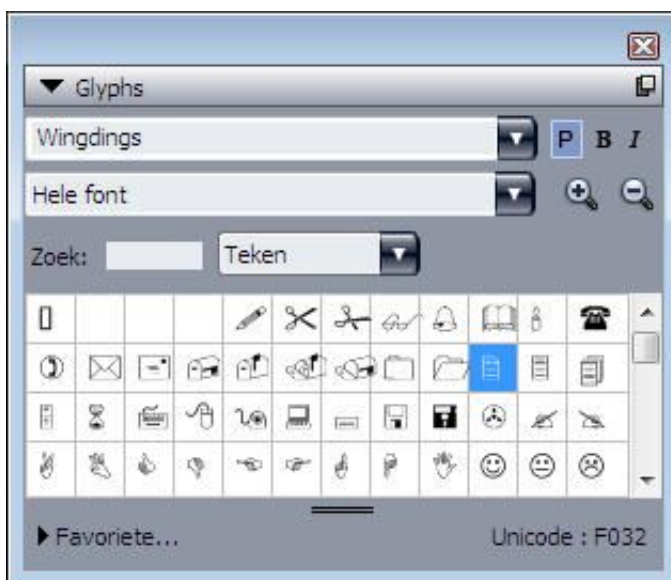 Glyphs
Wingdings
P B I
Hele font
Zoek: Teken
Favoriete...
Unicode : F032